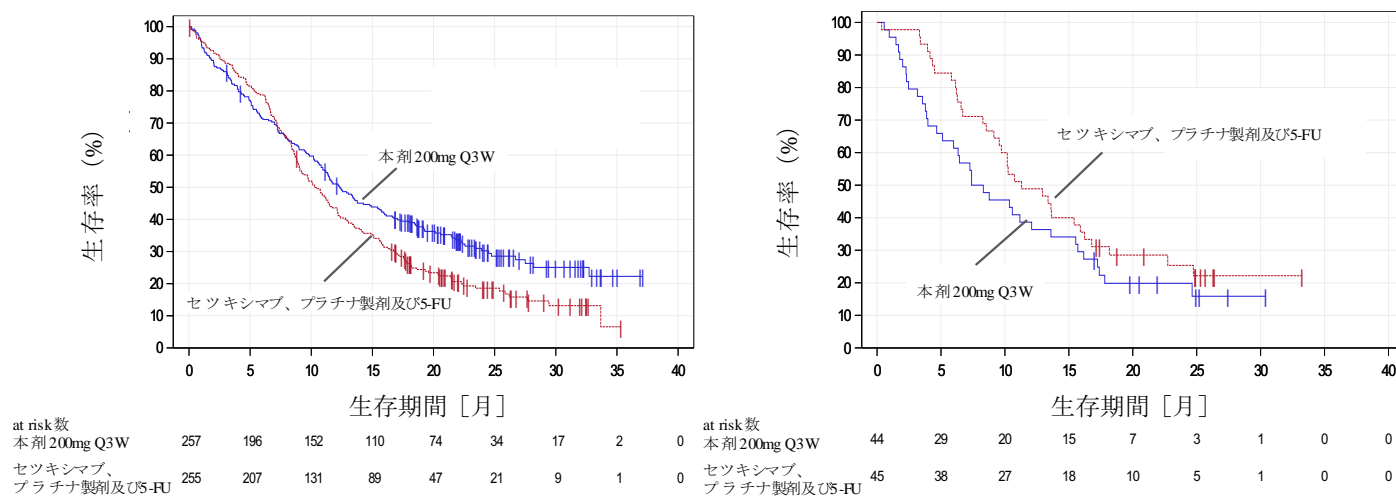 生存率 (%)
100
90
80
70
60
50
40
30
20
10
0
本剤200mg Q3W
セツキシマブ、プラチナ製剤及び5-FU
0 5 10 15 20 25 30 35 40
生存期間 [月]
at risk数
本剤200mg Q3W 257 196 152 110 74 34 17 2 0
セツキシマブ、
プラチナ製剤及び5-FU 255 207 131 89 47 21 9 1 0
生存率 (%)
100
90
80
70
60
50
40
30
20
10
0
セツキシマブ、プラチナ製剤及び5-FU
本剤200mg Q3W
0 5 10 15 20 25 30 35 40
生存期間 [月]
at risk数
本剤200mg Q3W 44 29 20 15 7 3 1 0 0
セツキシマブ、
プラチナ製剤及び5-FU 45 38 27 18 10 5 1 0 0